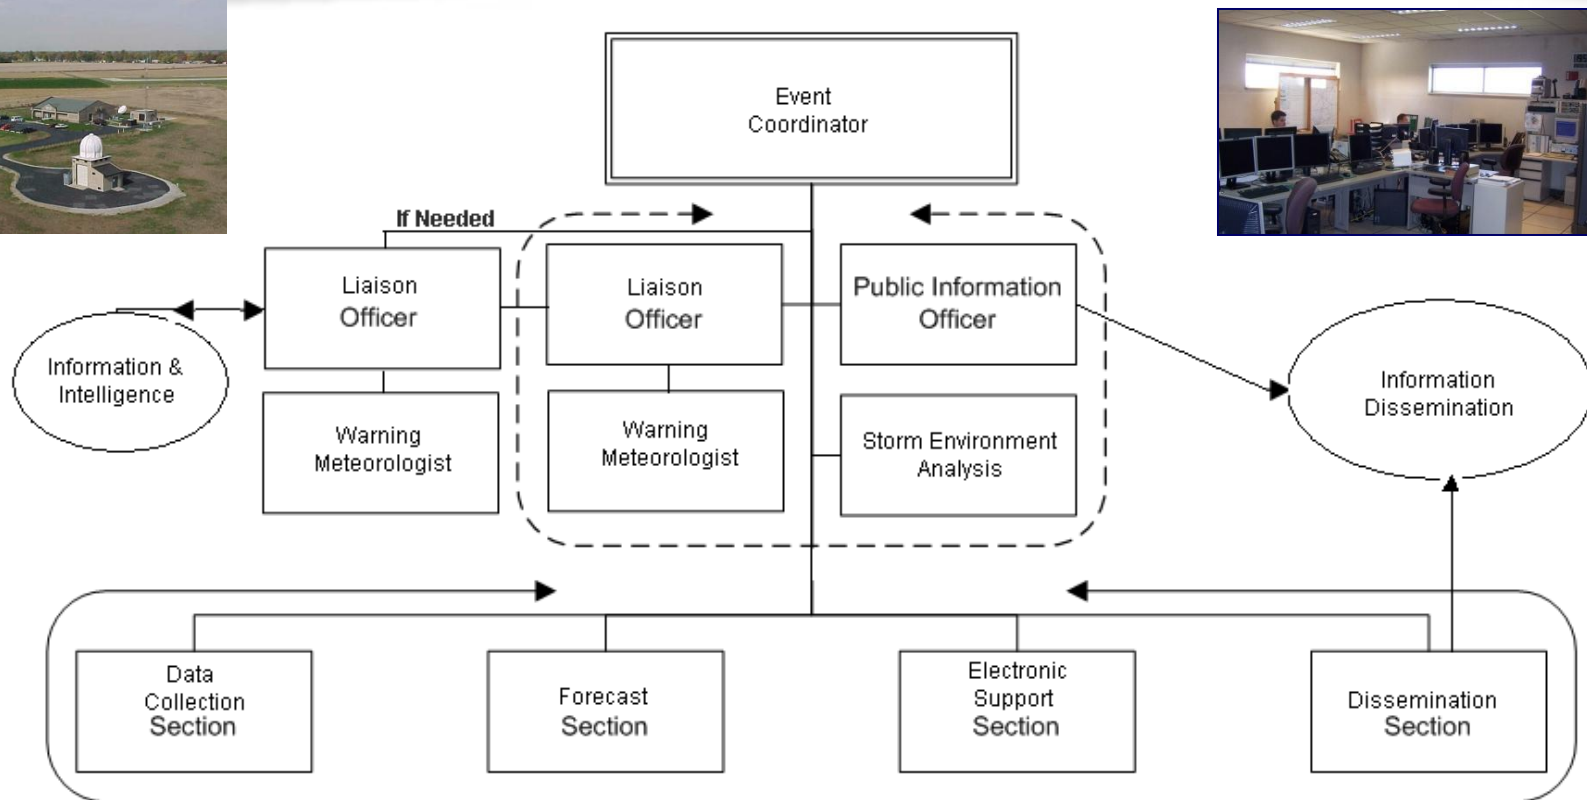 Event
Coordinator
If Needed
Liaison
Officer
Liaison
Officer
Public Information
Officer
Information &
Intelligence
Information
Dissemination
Warning
Meteorologist
Warning
Meteorologist
Storm Environment
Analysis
Data
Collection
Section
Forecast
Section
Electronic
Support
Section
Dissemination
Section